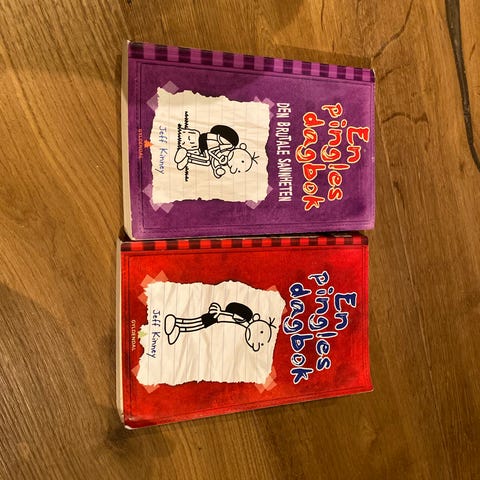 En
pingles
dagbok
DEN BRUTALE SANNHETEN
Jeff Kinney
GYLDENDAL
En
pingles
dagbok
Jeff Kinney
GYLDENDAL